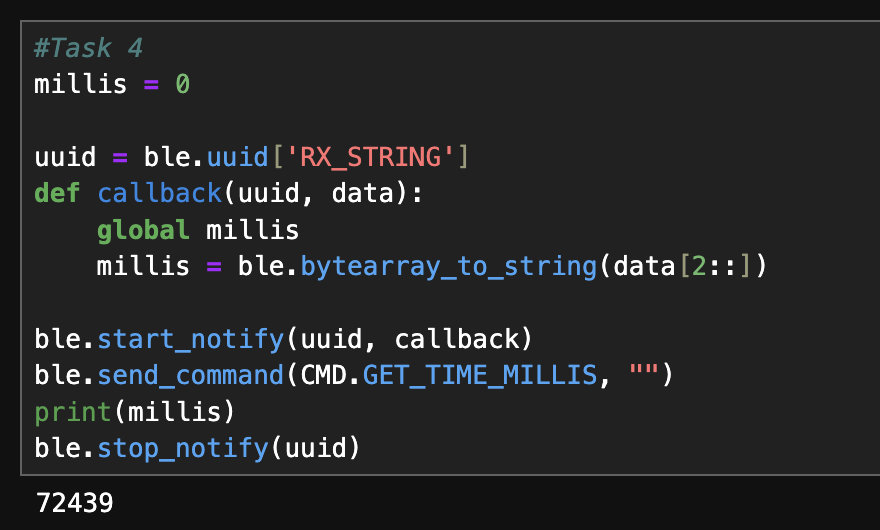 #Task 4
millis = 0
uuid = ble.uuid['RX_STRING']
def callback(uuid, data):
    global millis
    millis = ble.bytearray_to_string(data[2::])
ble.start_notify(uuid, callback)
ble.send_command(CMD.GET_TIME_MILLIS, "")
print(millis)
ble.stop_notify(uuid)
72439